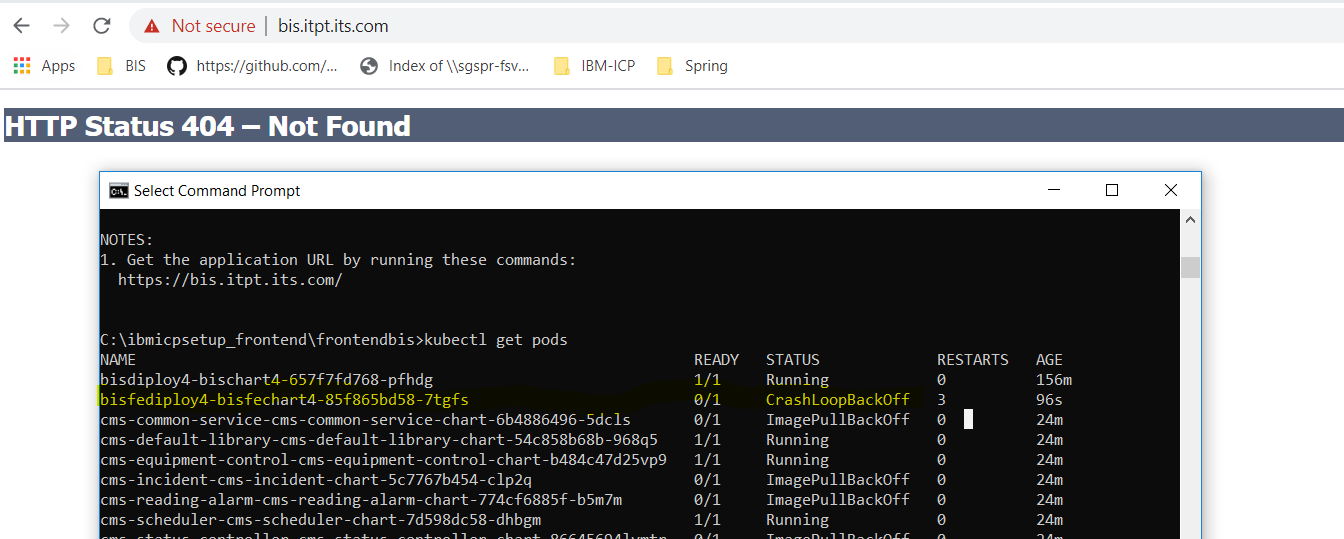 Not secure | bis.itpt.its.com
Apps BIS https://github.com/... Index of \\sgspr-fsv... IBM-ICP Spring
HTTP Status 404 – Not Found
C:\. Select Command Prompt
NOTES:
1. Get the application URL by running these commands:
https://bis.itpt.its.com/
C:\ibmicpsetup_frontend\frontendbis>kubectl get pods
NAME READY STATUS RESTARTS AGE
bisdiploy4-bischart4-657f7fd768-pfhdg 1/1 Running 0 156m
bisfediploy4-bisfechart4-85f865bd58-7tgfs 0/1 CrashLoopBackOff 3 96s
cms-common-service-cms-common-service-chart-6b4886496-5dcls 0/1 ImagePullBackOff 0 24m
cms-default-library-cms-default-library-chart-54c858b68b-968q5 1/1 Running 0 24m
cms-equipment-control-cms-equipment-control-chart-b484c47d25vp9 1/1 Running 0 24m
cms-incident-cms-incident-chart-5c7767b454-clp2q 0/1 ImagePullBackOff 0 24m
cms-reading-alarm-cms-reading-alarm-chart-774cf6885f-b5m7m 0/1 ImagePullBackOff 0 24m
cms-scheduler-cms-scheduler-chart-7d598dc58-dhbgm 1/1 Running 0 24m